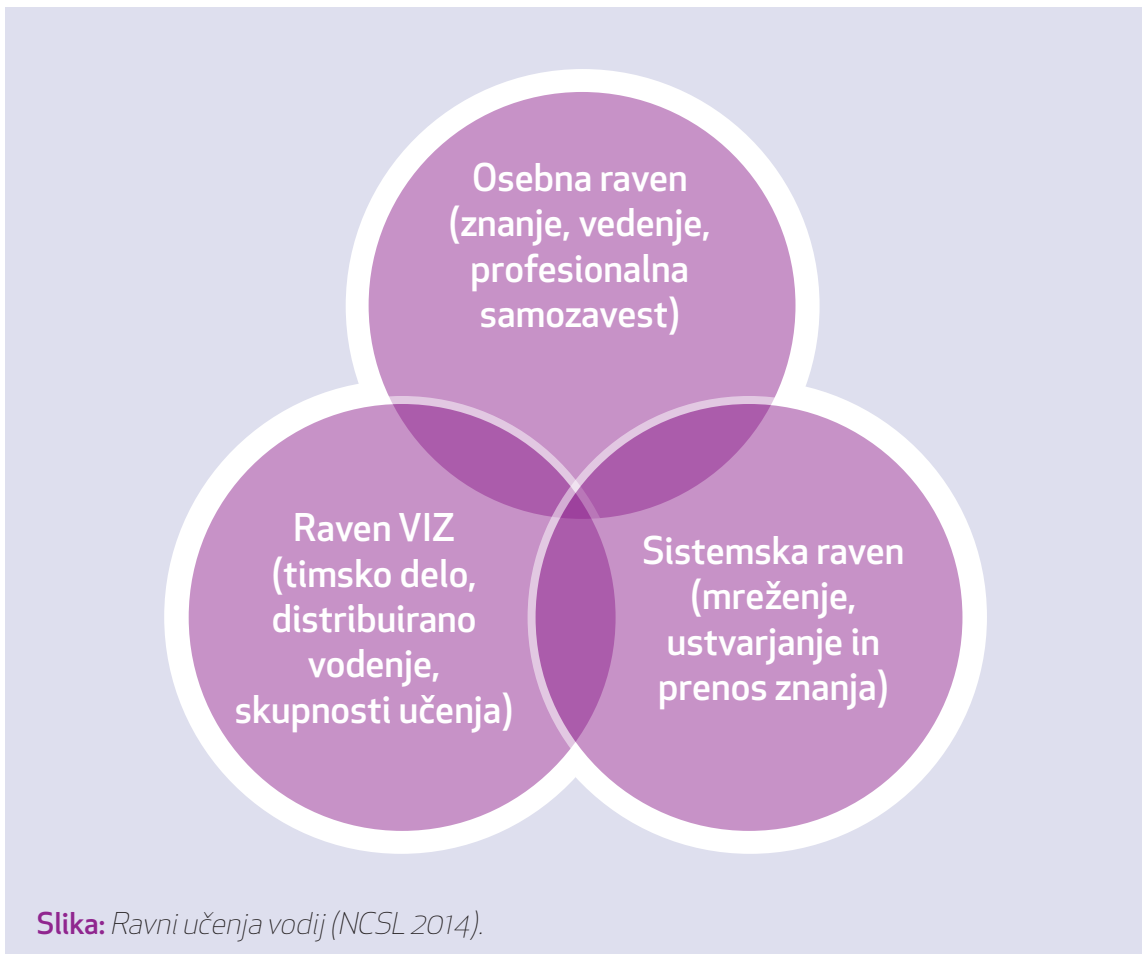 Osebna raven
(znanje, vedenje,
profesionalna
samozavest)
Raven VIZ
(timsko delo,
distribuirano
vodenje,
skupnosti učenja)
Sistemska raven
(mreženje,
ustvarjanje in
prenos znanja)
Slika: Ravni učenja vodij (NCSL 2014).